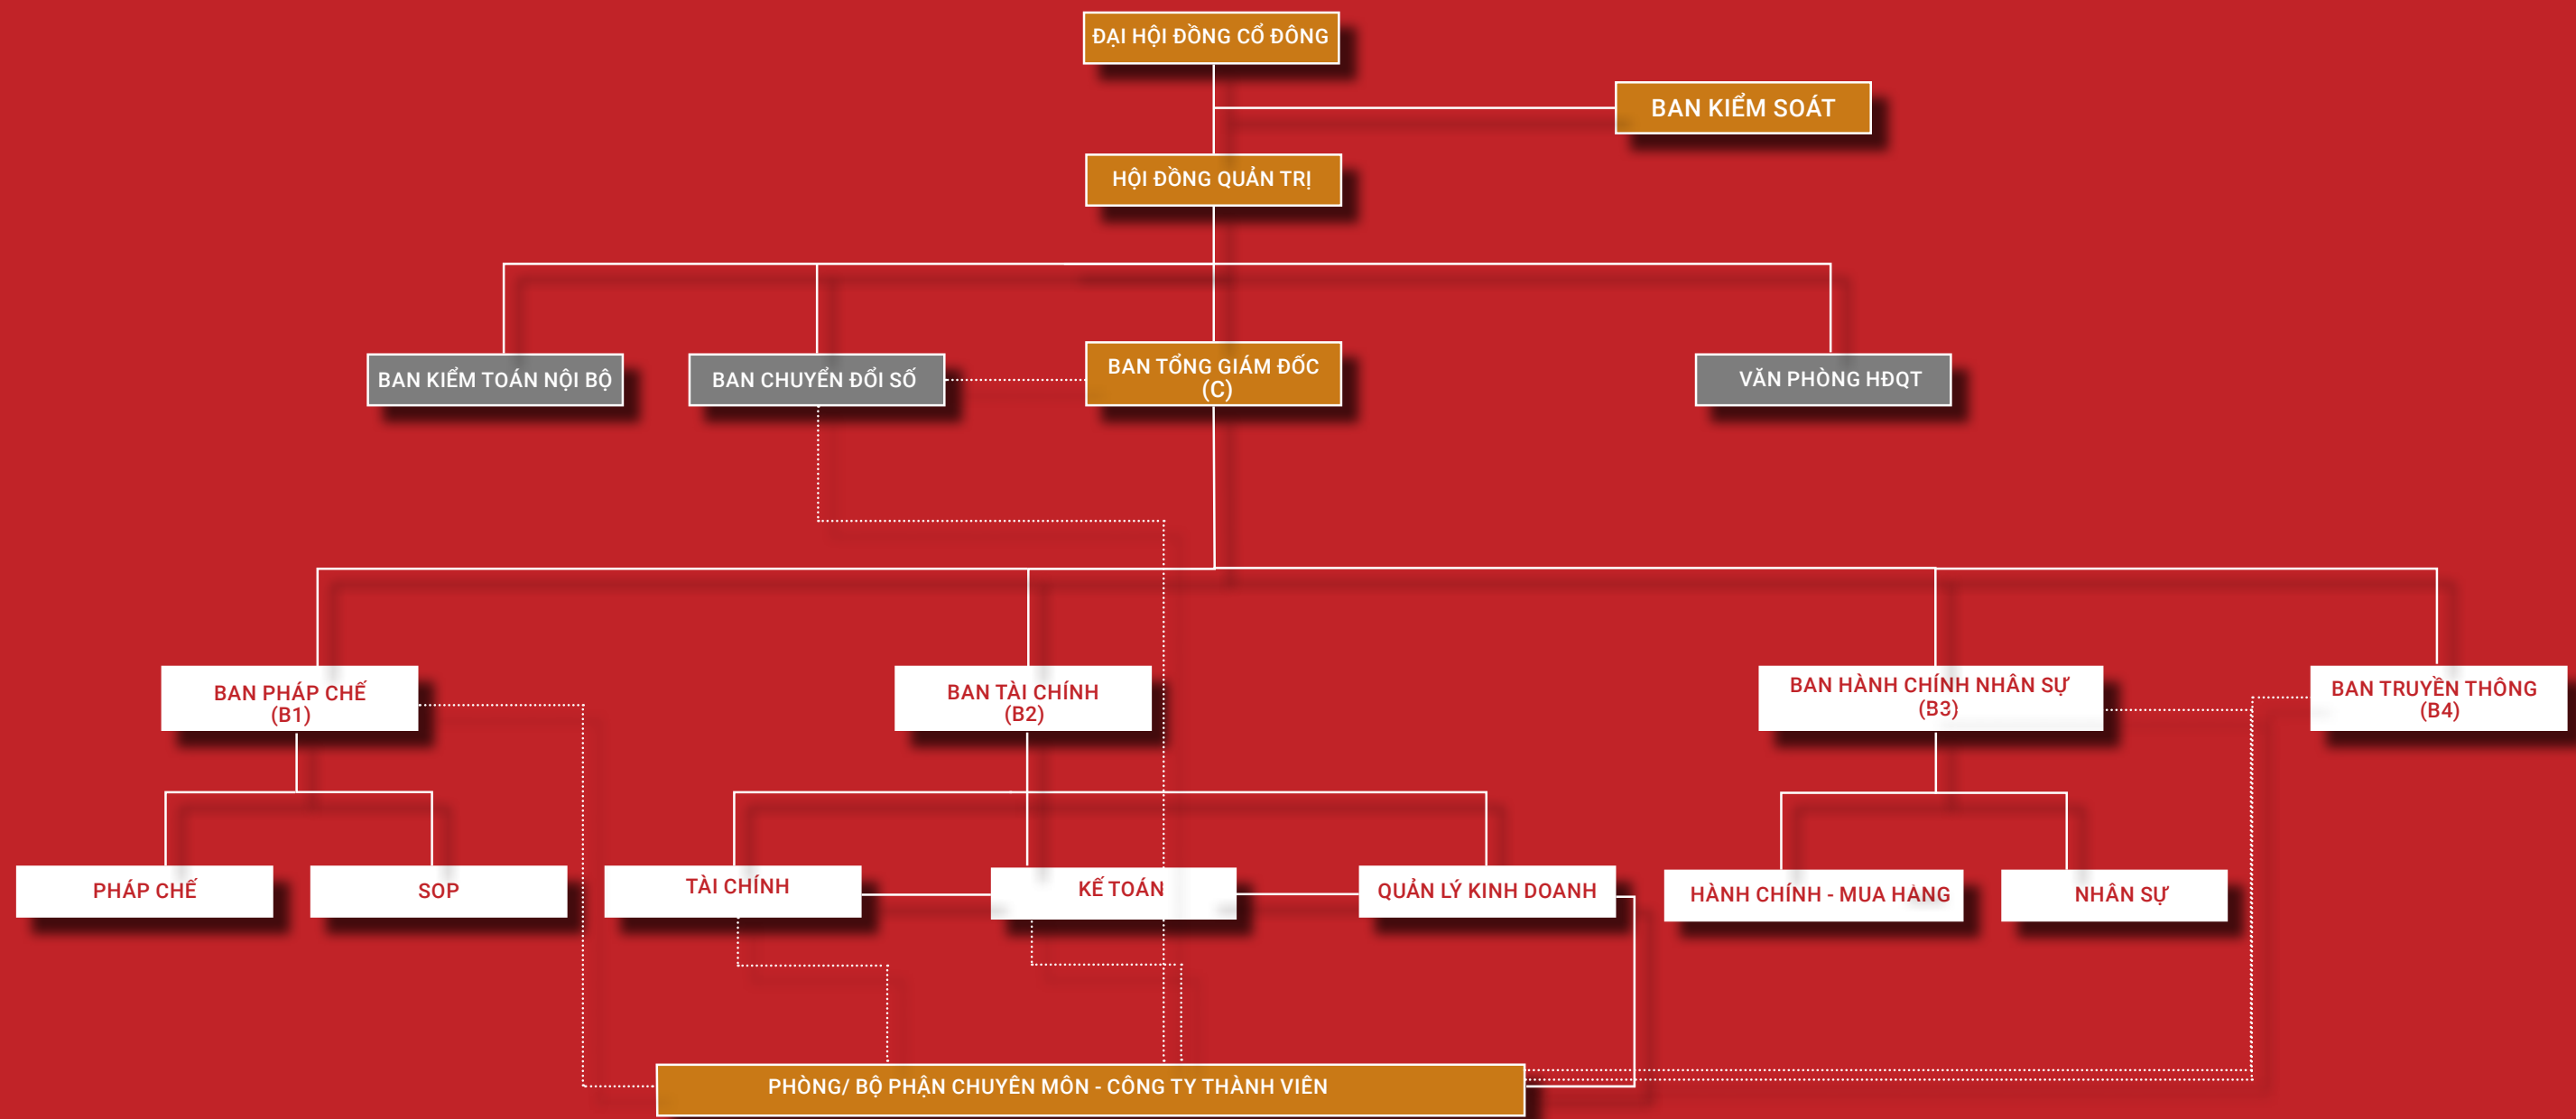 ĐẠI HỘI ĐỒNG CỔ ĐÔNG
BAN KIỂM SOÁT
HỘI ĐỒNG QUẢN TRỊ
BAN KIỂM TOÁN NỘI BỘ
BAN CHUYỂN ĐỔI SỐ
BAN TỔNG GIÁM ĐỐC
(C)
VĂN PHÒNG HĐQT
BAN PHÁP CHẾ
(B1)
BAN TÀI CHÍNH
(B2)
BAN HÀNH CHÍNH NHÂN SỰ
(B3)
BAN TRUYỀN THÔNG
(B4)
PHÁP CHẾ
SOP
TÀI CHÍNH
KẾ TOÁN
QUẢN LÝ KINH DOANH
HÀNH CHÍNH - MUA HÀNG
NHÂN SỰ
PHÒNG/ BỘ PHẬN CHUYÊN MÔN - CÔNG TY THÀNH VIÊN